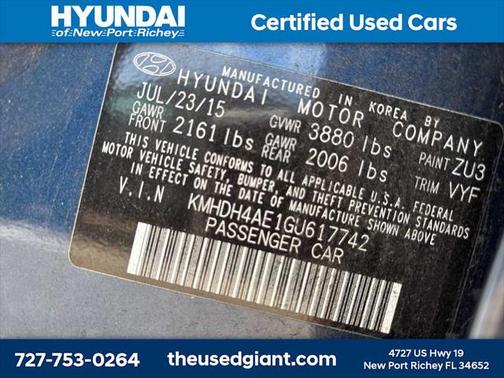 HYUNDAI
of New Port Richey
Certified Used Cars
MANUFACTURED IN KOREA BY
HYUNDAI MOTOR COMPANY
JUL/23/15 GVWR 3880 lbs PAINT ZU3
GAWR FRONT 2161 lbs GAWR REAR 2006 lbs TRIM VYF
THIS VEHICLE CONFORMS TO ALL APPLICABLE U.S.A. FEDERAL
MOTOR VEHICLE SAFETY, BUMPER, AND THEFT PREVENTION STANDARDS
IN EFFECT ON THE DATE OF MANUFACTURE SHOWN ABOVE
V.I.N KMHDH4AE1GU617742
PASSENGER CAR
727-753-0264
theusedgiant.com
4727 US Hwy 19
New Port Richey FL 34652